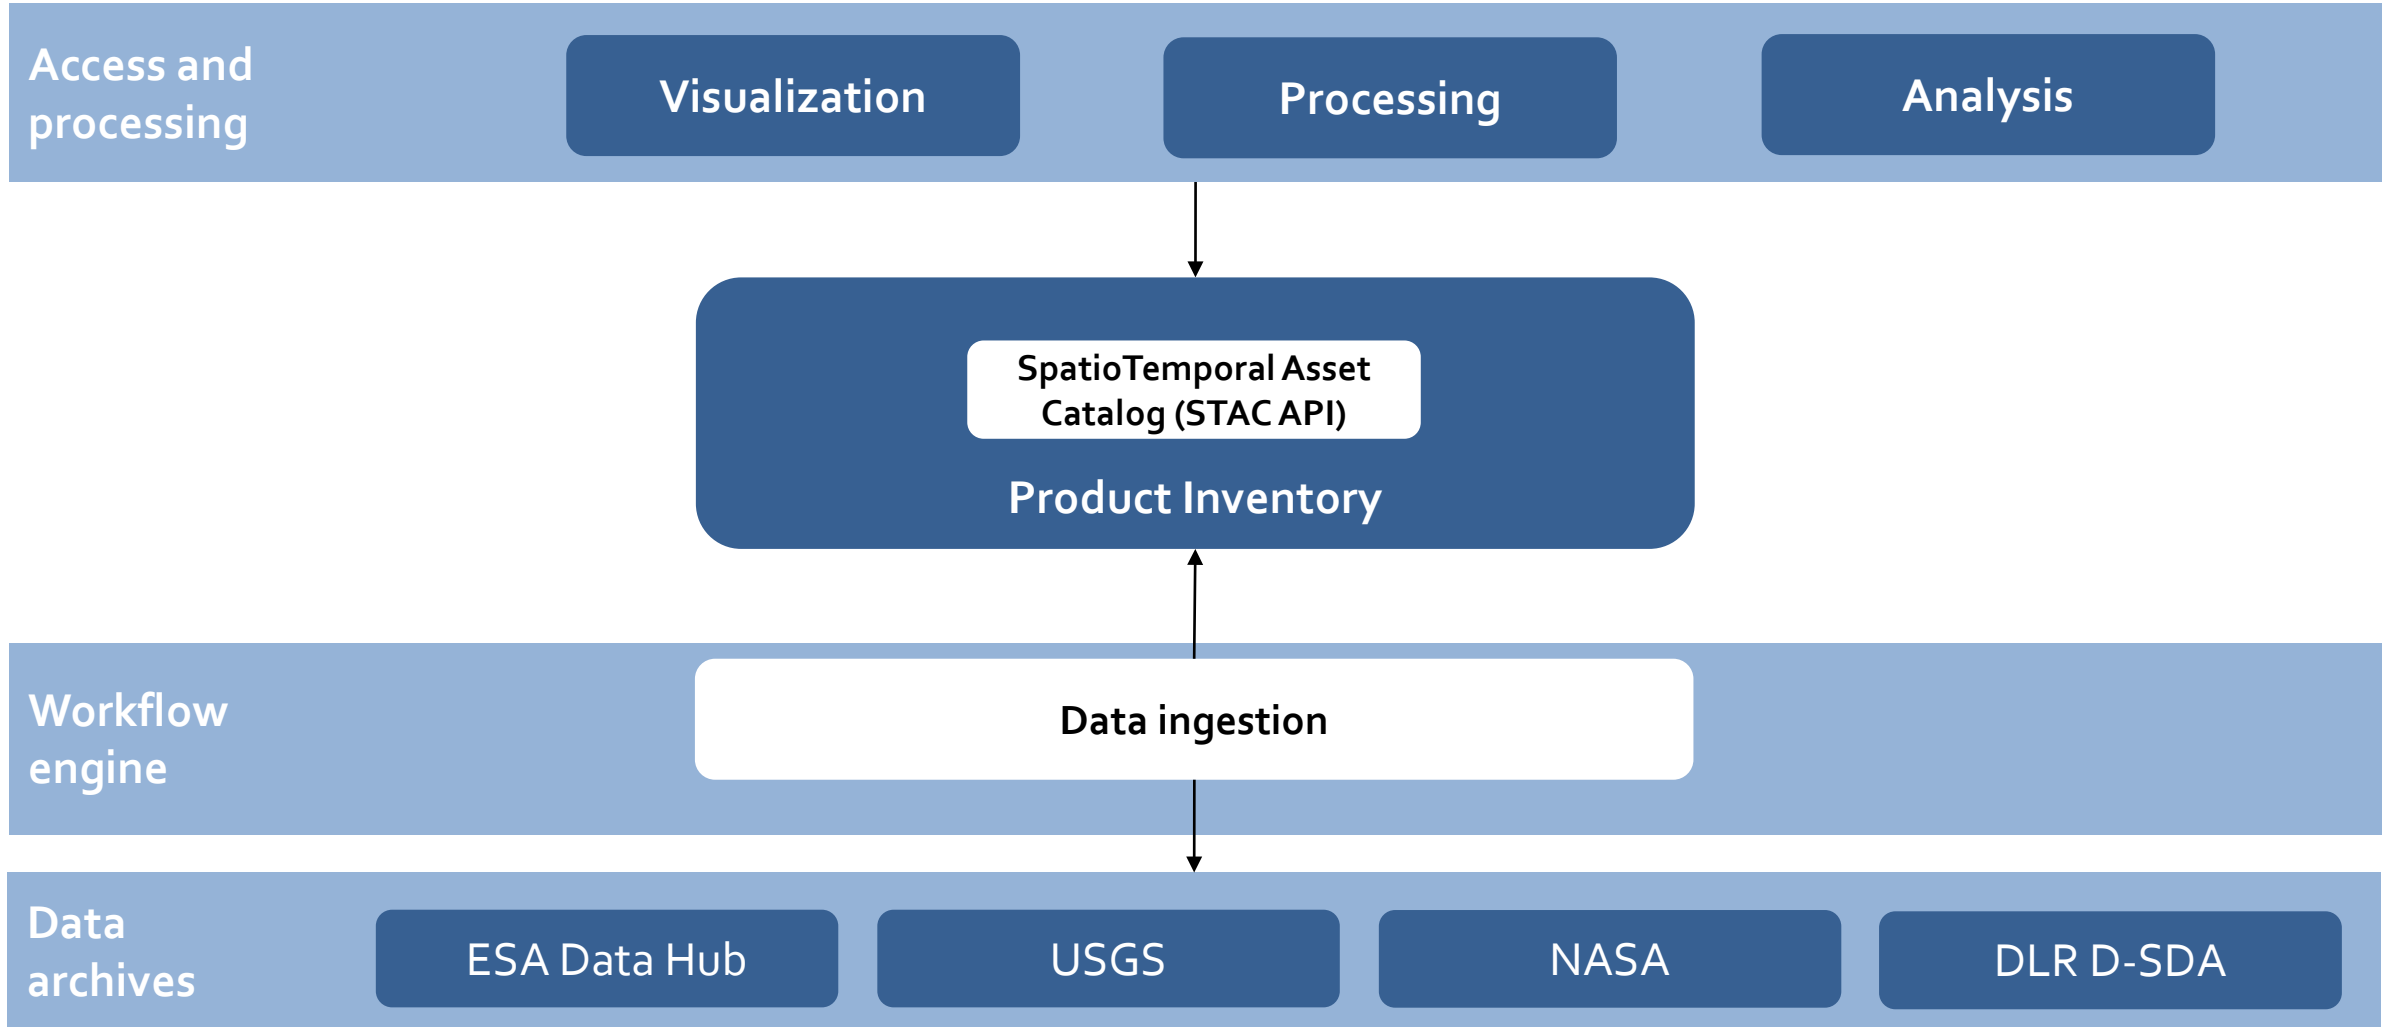 Access and
processing
Visualization
Processing
Analysis
SpatioTemporal Asset
Catalog (STAC API)
Product Inventory
Workflow
engine
Data ingestion
Data
archives
ESA Data Hub
USGS
NASA
DLR D-SDA